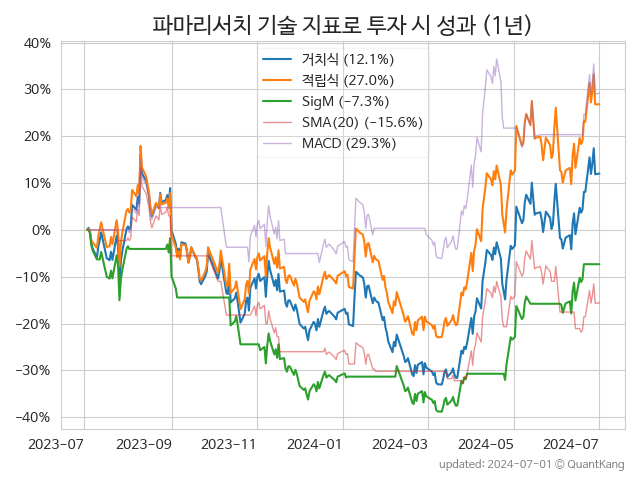 파마리서치 기술 지표로 투자 시 성과 (1년)
40%
30%
20%
10%
0%
−10%
−20%
−30%
−40%
거치식 (12.1%)
적립식 (27.0%)
SigM (−7.3%)
SMA(20) (−15.6%)
MACD (29.3%)
2023-07
2023-09
2023-11
2024-01
2024-03
2024-05
2024-07
updated: 2024-07-01 ⓒ QuantKang